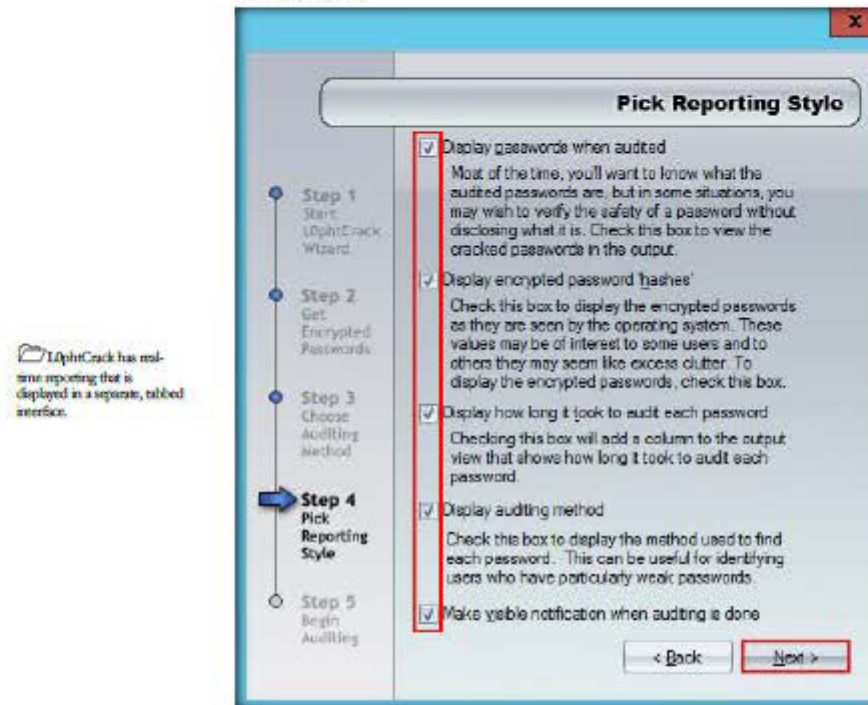 L0phtCrack has real-
time reporting that is
displayed in a separate, tabbed
interface.
X
Pick Reporting Style
Step 1
Start
L0phtCrack
Wizard
Step 2
Get
Encrypted
Passwords
Step 3
Choose
Auditing
Method
Step 4
Pick
Reporting
Style
Step 5
Begin
Auditing
Display passwords when audited
Most of the time, you'll want to know what the
audited passwords are, but in some situations, you
may wish to verify the safety of a password without
disclosing what it is. Check this box to view the
cracked passwords in the output.
Display encrypted password 'hashes'
Check this box to display the encrypted passwords
as they are seen by the operating system. These
values may be of interest to some users and to
others they may seem like excess clutter. To
display the encrypted passwords, check this box.
Display how long it took to audit each password
Checking this box will add a column to the output
view that shows how long it took to audit each
password.
Display auditing method
Check this box to display the method used to find
each password. This can be useful for identifying
users who have particularly weak passwords.
Make visible notification when auditing is done
< Back
Next >